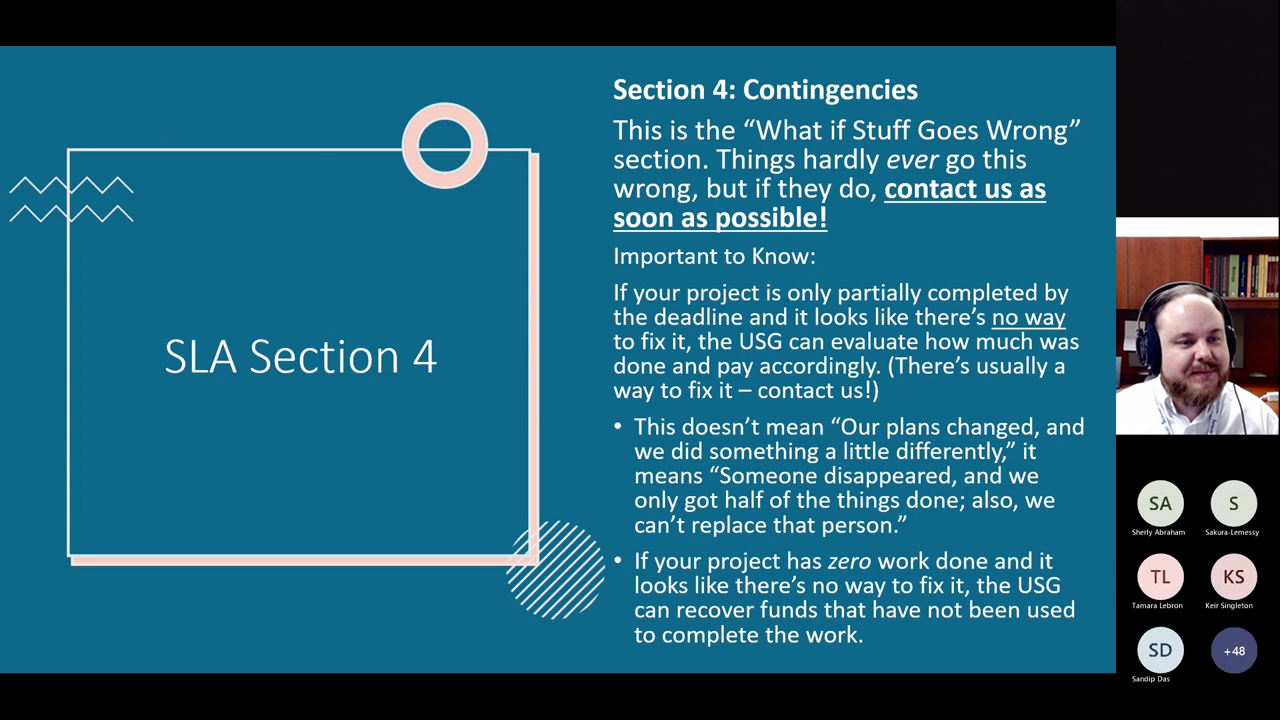 SLA Section 4
Section 4: Contingencies
This is the “What if Stuff Goes Wrong”
section. Things hardly ever go this
wrong, but if they do, contact us as
soon as possible!
Important to Know:
If your project is only partially completed by
the deadline and it looks like there’s no way
to fix it, the USG can evaluate how much was
done and pay accordingly. (There’s usually a
way to fix it – contact us!)
• This doesn’t mean “Our plans changed, and
we did something a little differently,” it
means “Someone disappeared, and we
only got half of the things done; also, we
can’t replace that person.”
• If your project has zero work done and it
looks like there’s no way to fix it, the USG
can recover funds that have not been used
to complete the work.
SA
Sherly Abraham
S
Sakura-Lemessy
TL
Tamara Lebron
KS
Keir Singleton
SD
Sandip Das
+48